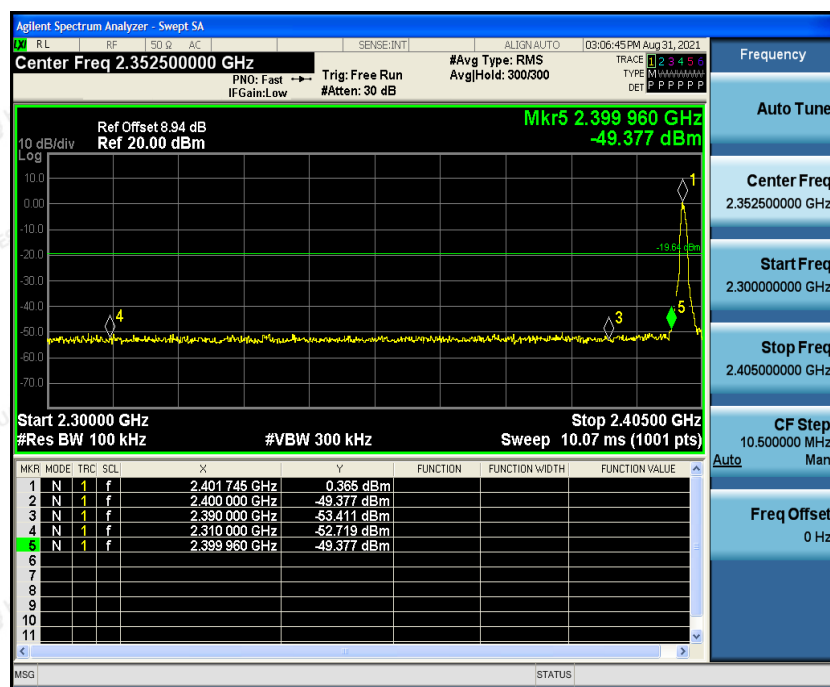 Agilent Spectrum Analyzer - Swept SA
LXI RL RF 50 Ω AC SENSE:INT ALIGN AUTO 03:06:45 PM Aug 31, 2021
Center Freq 2.352500000 GHz
PNO: Fast
IFGain:Low
Trig: Free Run
#Atten: 30 dB
#Avg Type: RMS
Avg|Hold: 300/300
TRACE 1 2 3 4 5 6
TYPE M WWWWW
DET P P P P P P
Mkr5 2.399 960 GHz
-49.377 dBm
Ref Offset 8.94 dB
10 dB/div Ref 20.00 dBm
Log
10.0
0.00
-10.0
-20.0
-30.0
-40.0
-50.0
-60.0
-70.0
1
-19.64 dBm
4
3
5
Start 2.30000 GHz Stop 2.40500 GHz
#Res BW 100 kHz #VBW 300 kHz Sweep 10.07 ms (1001 pts)
MKR MODE TRC SCL X Y FUNCTION FUNCTION WIDTH FUNCTION VALUE
1 N 1 f 2.401 745 GHz 0.365 dBm
2 N 1 f 2.400 000 GHz -49.377 dBm
3 N 1 f 2.390 000 GHz -53.411 dBm
4 N 1 f 2.310 000 GHz -52.719 dBm
5 N 1 f 2.399 960 GHz -49.377 dBm
6
7
8
9
10
11
MSG STATUS
Frequency
Auto Tune
Center Freq
2.352500000 GHz
Start Freq
2.300000000 GHz
Stop Freq
2.405000000 GHz
CF Step
10.500000 MHz
Auto Man
Freq Offset
0 Hz